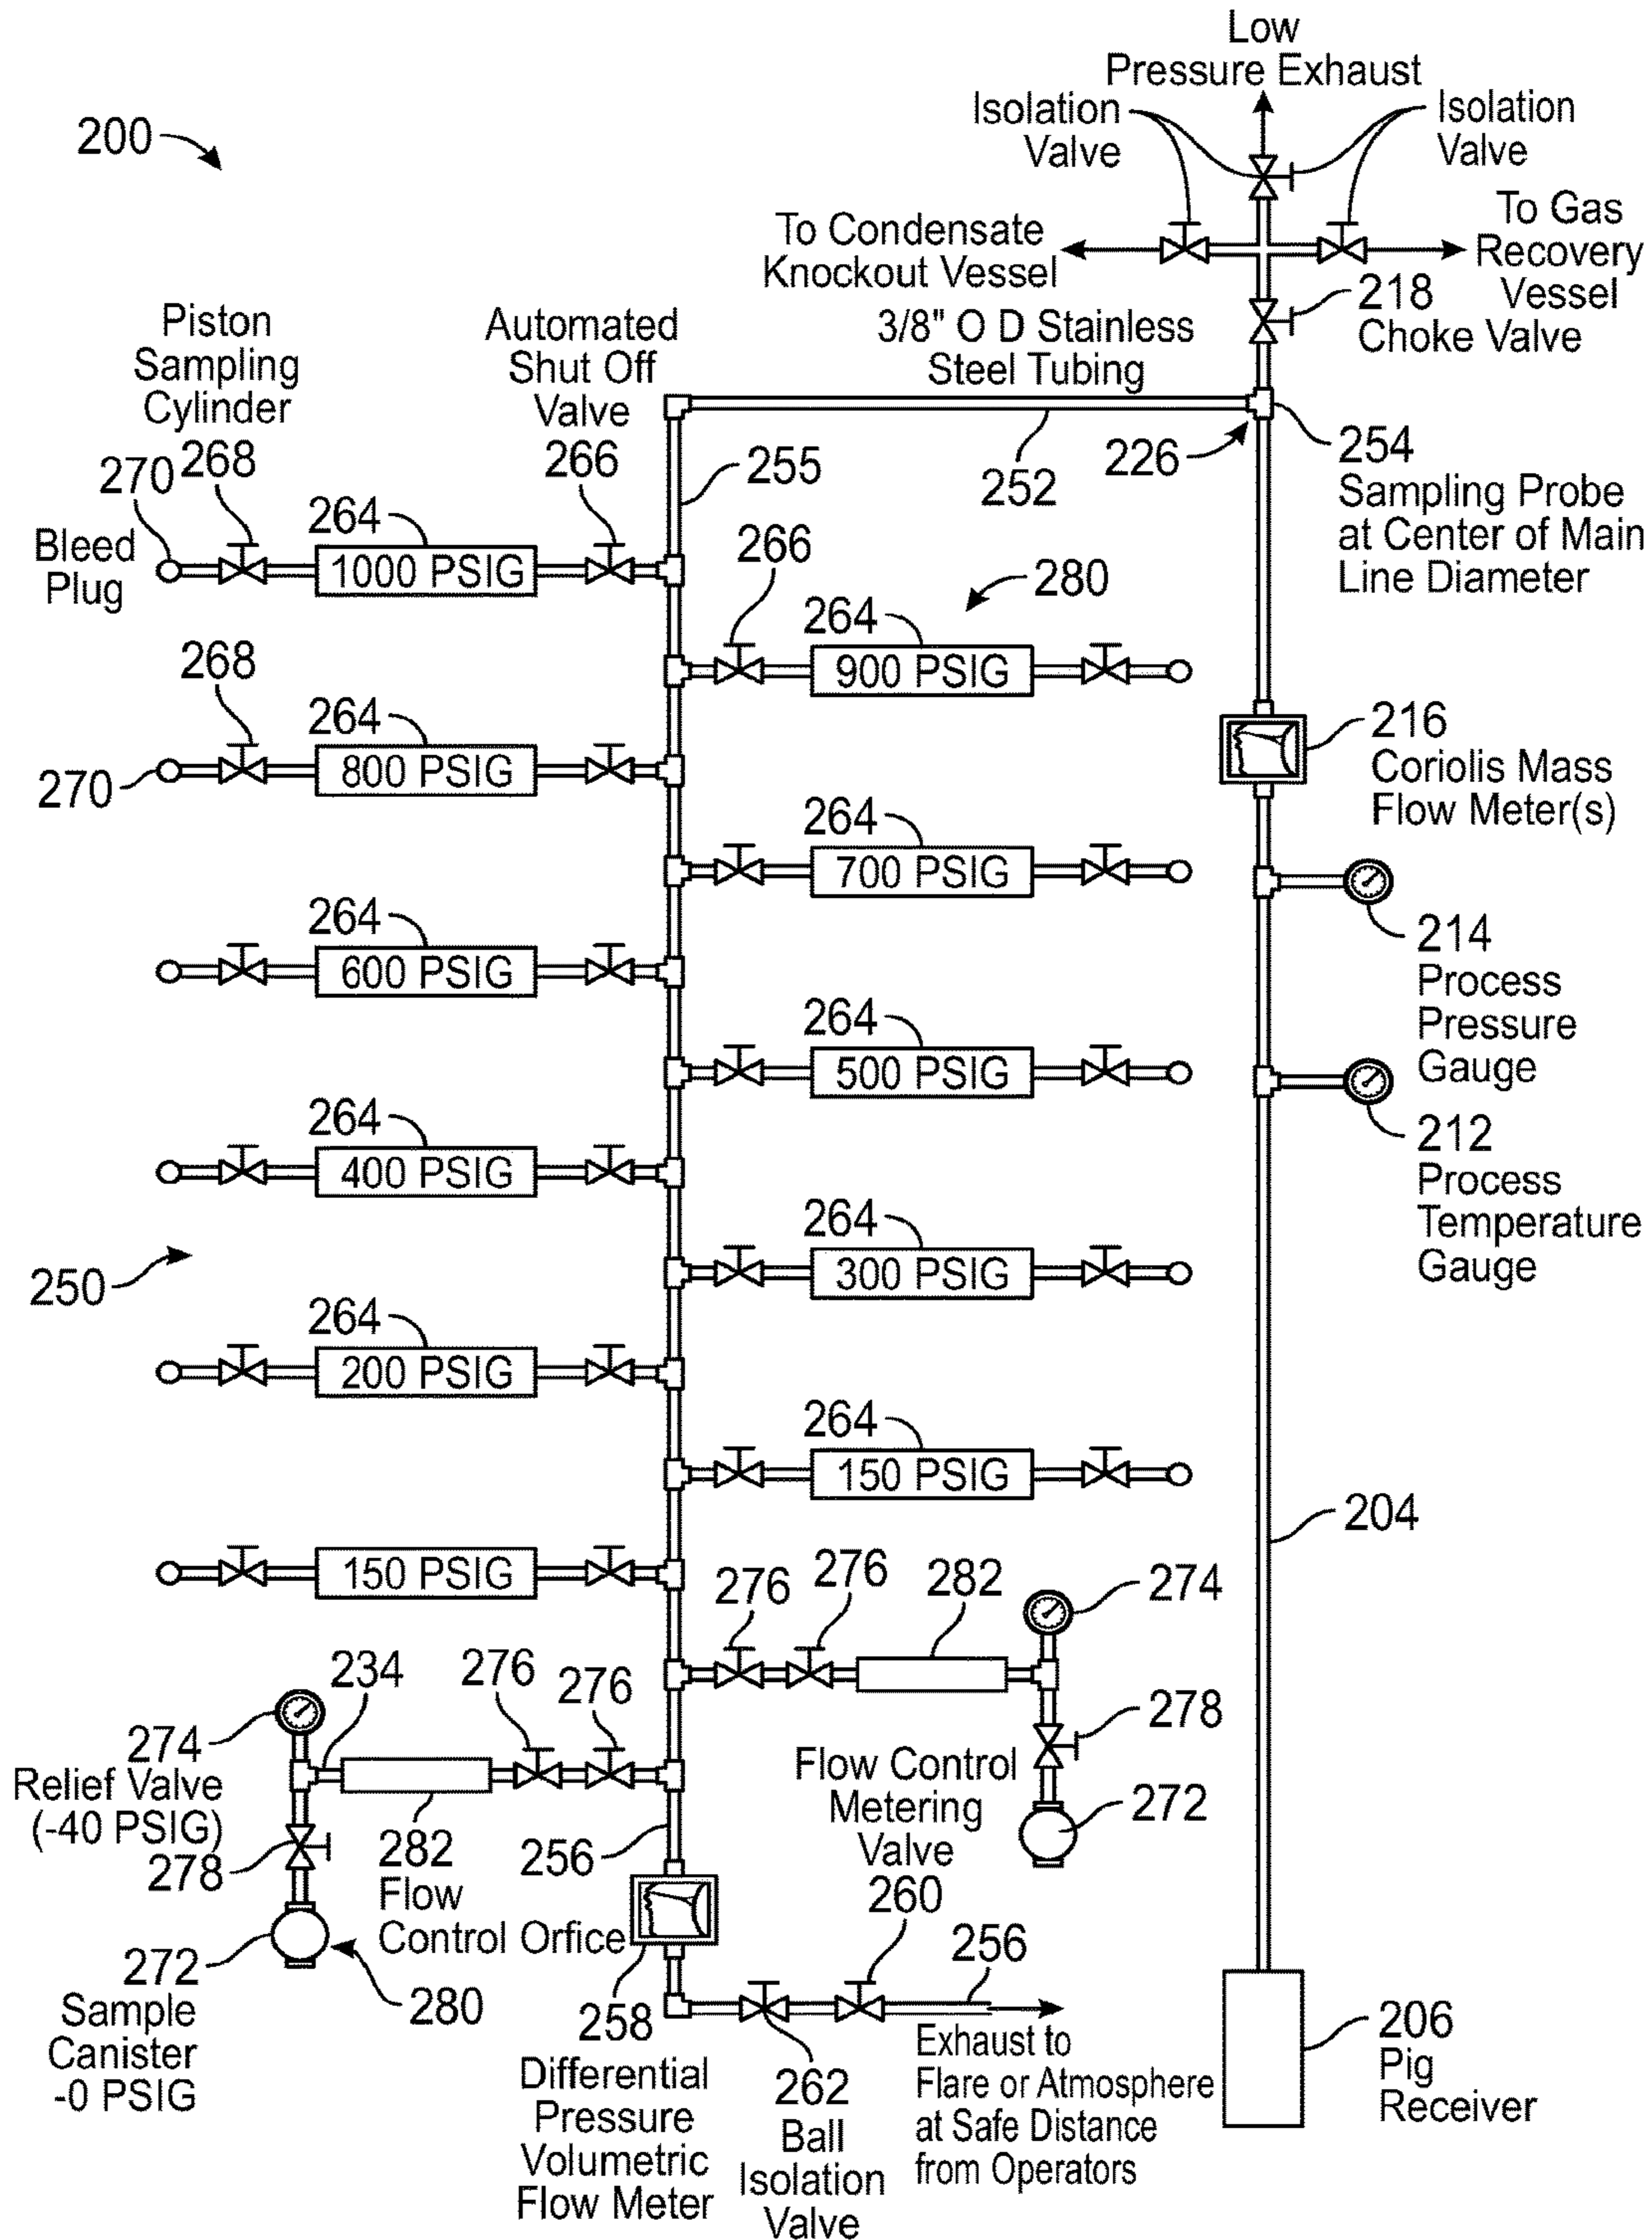 200
Low
Pressure Exhaust
Isolation
Valve
Isolation
Valve
To Condensate
Knockout Vessel
To Gas
Recovery
Vessel
218
Choke Valve
3/8" O D Stainless
Steel Tubing
Piston
Sampling
Cylinder
Automated
Shut Off
Valve
270
268
266
255
252
226
254
Sampling Probe
at Center of Main
Line Diameter
Bleed
Plug
264
1000 PSIG
266
280
264
900 PSIG
268
264
270
800 PSIG
216
Coriolis Mass
Flow Meter(s)
264
700 PSIG
264
600 PSIG
214
Process
Pressure
Gauge
264
500 PSIG
264
400 PSIG
212
Process
Temperature
Gauge
250
264
300 PSIG
264
200 PSIG
264
150 PSIG
204
150 PSIG
276
276
282
274
234
276
276
274
Relief Valve
(-40 PSIG)
278
278
282
Flow
Control Orfice
256
Flow Control
Metering
Valve
260
272
272
Sample
Canister
-0 PSIG
280
258
Differential
Pressure
Volumetric
Flow Meter
262
Ball
Isolation
Valve
256
Exhaust to
Flare or Atmosphere
at Safe Distance
from Operators
206
Pig
Receiver